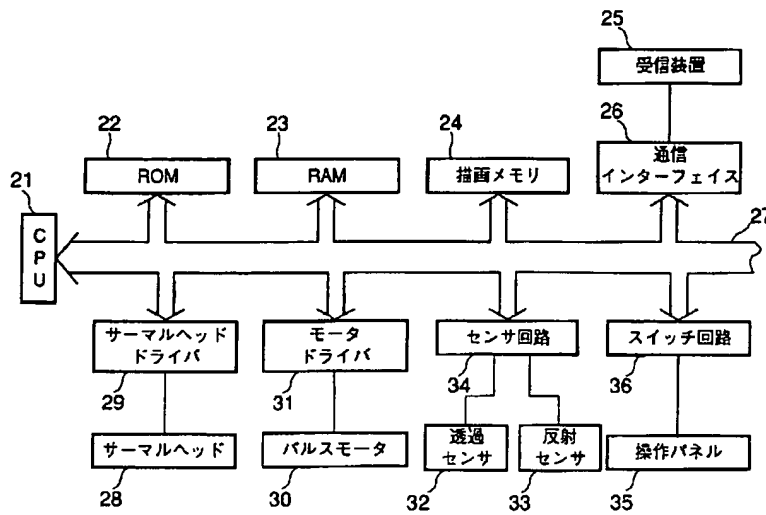 25
受信装置
22
23
24
26
ROM
RAM
描画メモリ
通信
インターフェイス
21
CPU
27
サーマルヘッド
ドライバ
モータ
ドライバ
センサ回路
スイッチ回路
29
31
34
36
サーマルヘッド
パルスモータ
透過
センサ
反射
センサ
操作パネル
28
30
32
33
35